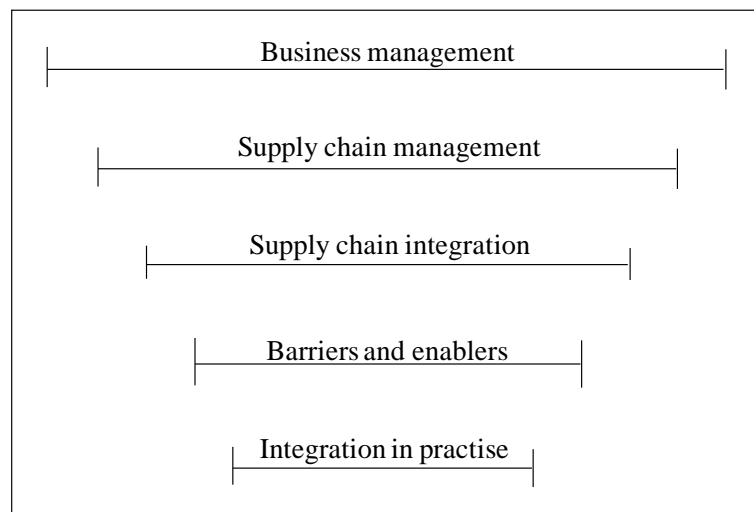 Business management
Supply chain management
Supply chain integration
Barriers and enablers
Integration in practise